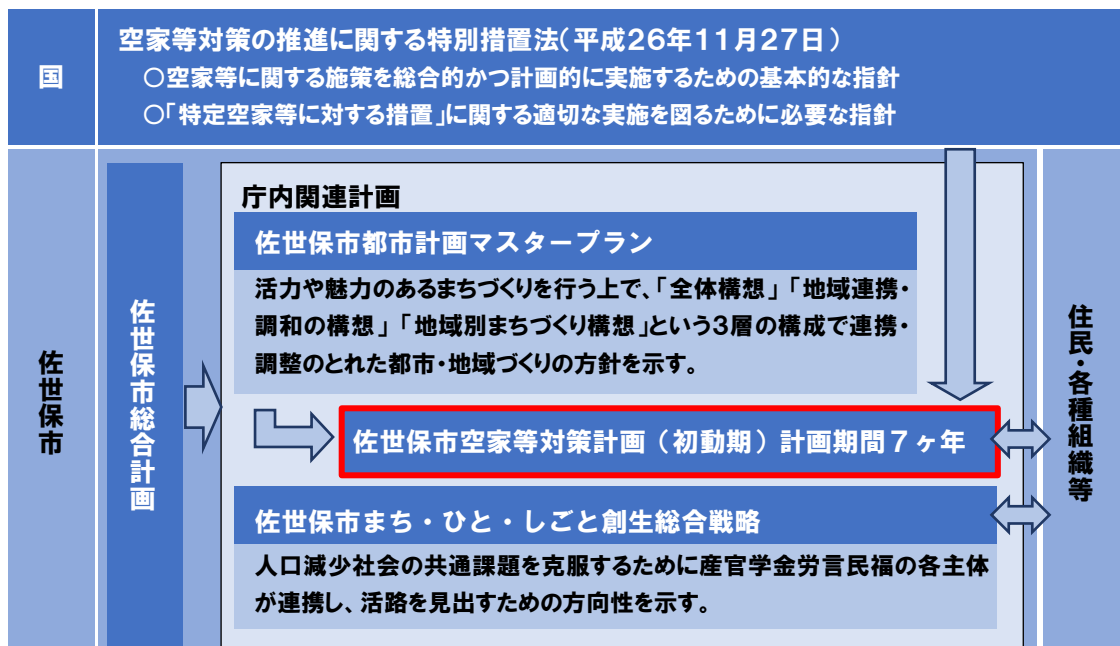 国
空家等対策の推進に関する特別措置法(平成26年11月27日)
○空家等に関する施策を総合的かつ計画的に実施するための基本的な指針
○「特定空家等に対する措置」に関する適切な実施を図るために必要な指針
佐世保市
佐世保市総合計画
庁内関連計画
佐世保市都市計画マスタープラン
活力や魅力のあるまちづくりを行う上で、「全体構想」「地域連携・
調和の構想」「地域別まちづくり構想」という3層の構成で連携・
調整のとれた都市・地域づくりの方針を示す。
佐世保市空家等対策計画(初動期)計画期間7ヶ年
佐世保市まち・ひと・しごと創生総合戦略
人口減少社会の共通課題を克服するために産官学金労言民福の各主体
が連携し、活路を見出すための方向性を示す。
住民・各種組織等